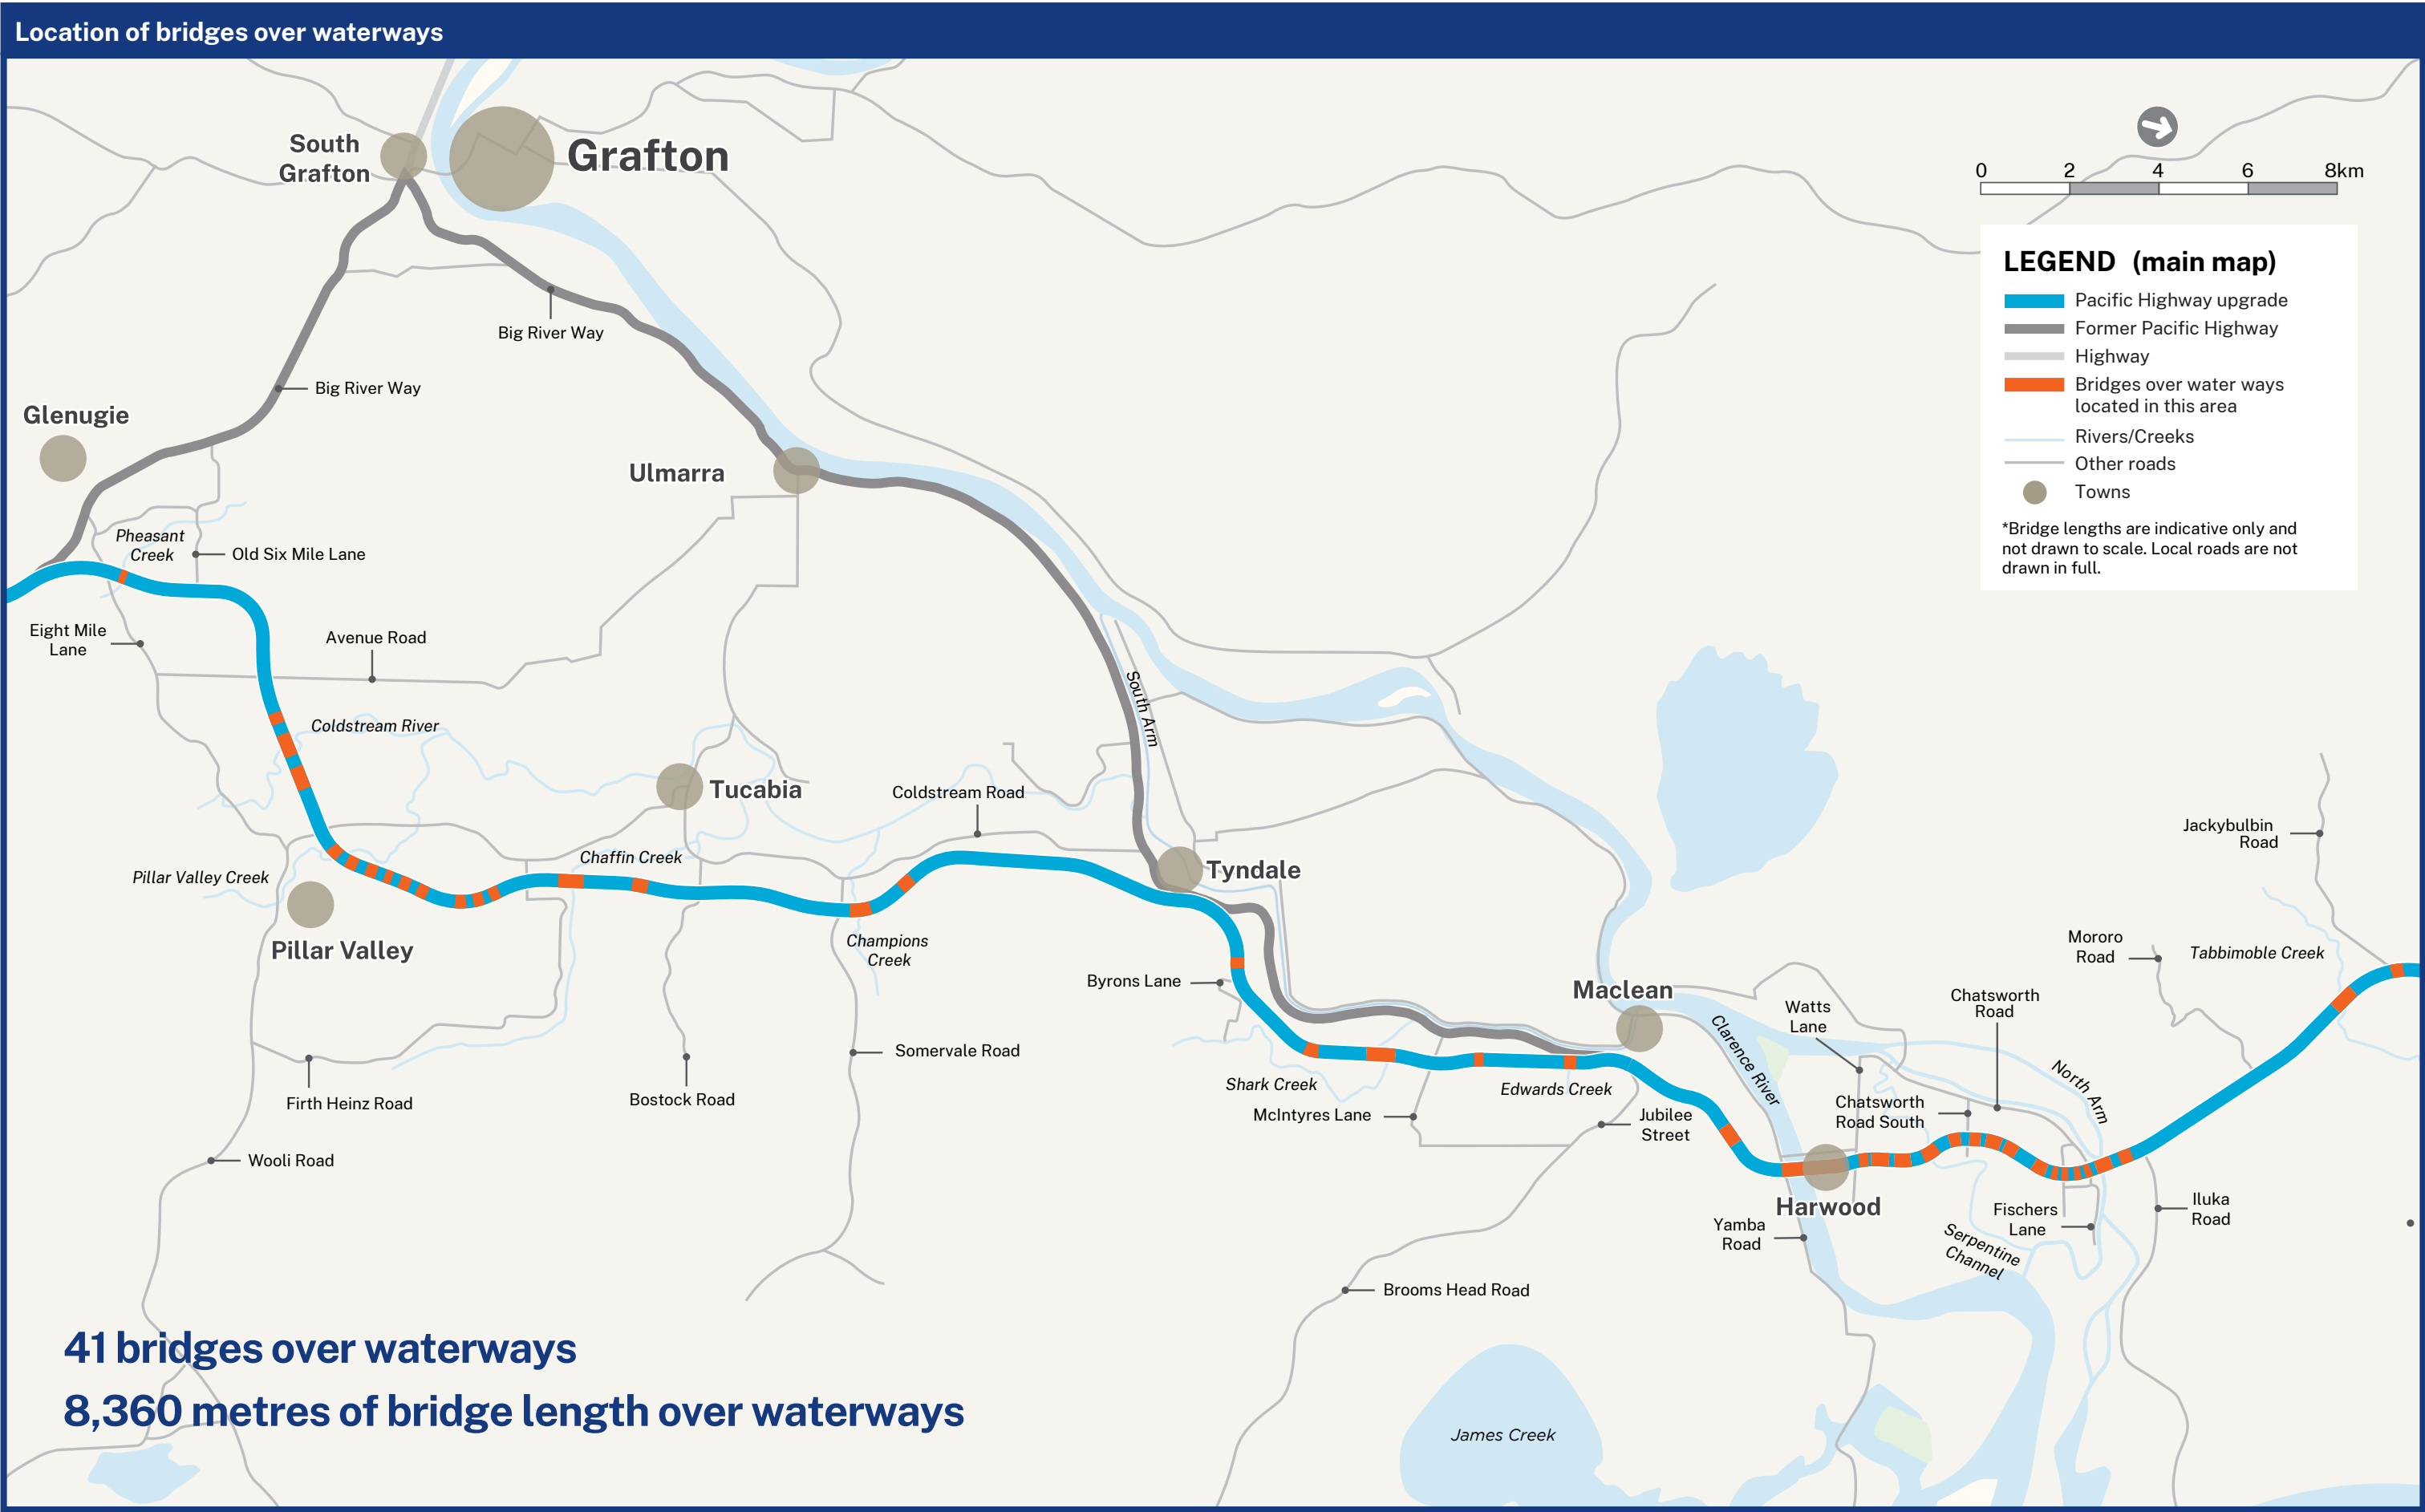 Location of bridges over waterways
South
Grafton
Grafton
0 2 4 6 8km
LEGEND (main map)
Pacific Highway upgrade
Former Pacific Highway
Highway
Bridges over water ways
located in this area
Rivers/Creeks
Other roads
Towns
*Bridge lengths are indicative only and
not drawn to scale. Local roads are not
drawn in full.
Big River Way
Big River Way
Glenugie
Ulmarra
Pheasant
Creek
Old Six Mile Lane
Eight Mile
Lane
Avenue Road
Coldstream River
South Arm
Tucabia
Coldstream Road
Jackybulbin
Road
Chaffin Creek
Pillar Valley Creek
Tyndale
Pillar Valley
Champions
Creek
Byrons Lane
Maclean
Mororo
Road
Tabbimoble Creek
Watts
Lane
Chatsworth
Road
Clarence River
North Arm
Somervale Road
Shark Creek
Edwards Creek
Firth Heinz Road
Bostock Road
McIntyres Lane
Jubilee
Street
Chatsworth
Road South
Wooli Road
Harwood
Yamba
Road
Fischers
Lane
Iluka
Road
Serpentine
Channel
Brooms Head Road
James Creek
41 bridges over waterways
8,360 metres of bridge length over waterways